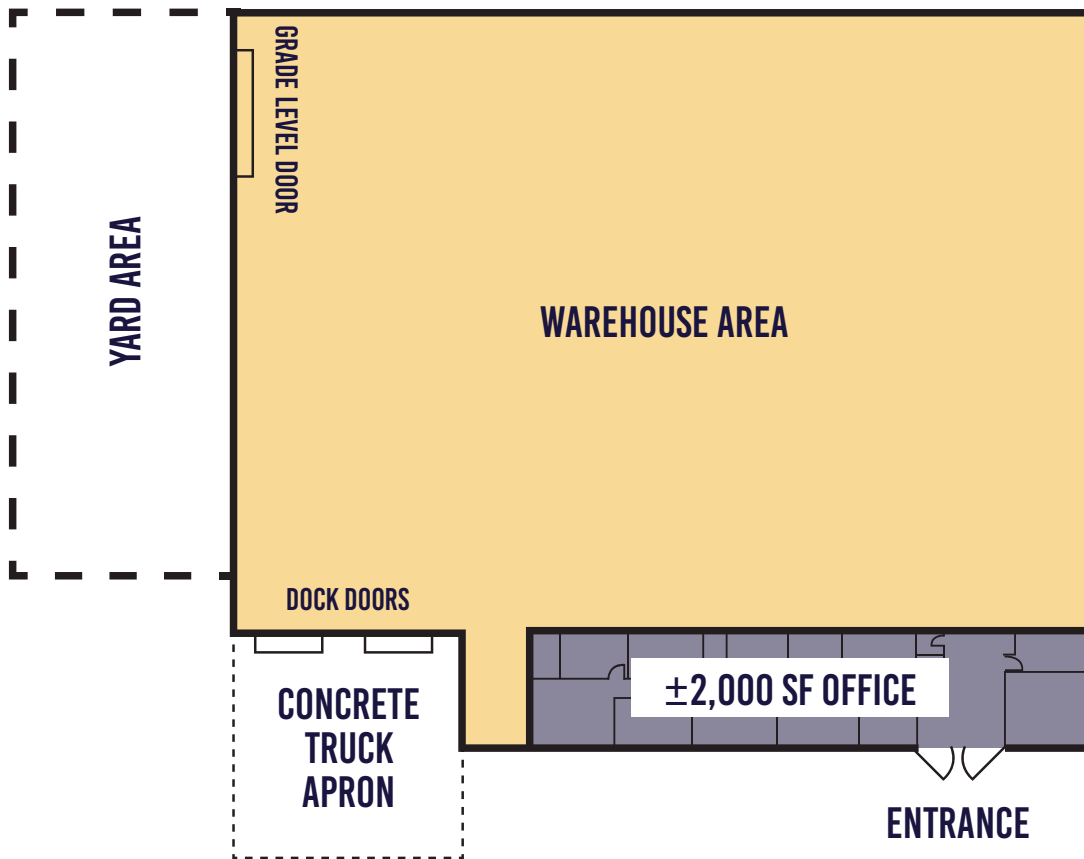 GRADE LEVEL DOOR
YARD AREA
WAREHOUSE AREA
DOCK DOORS
±2,000 SF OFFICE
CONCRETE
TRUCK
APRON
ENTRANCE